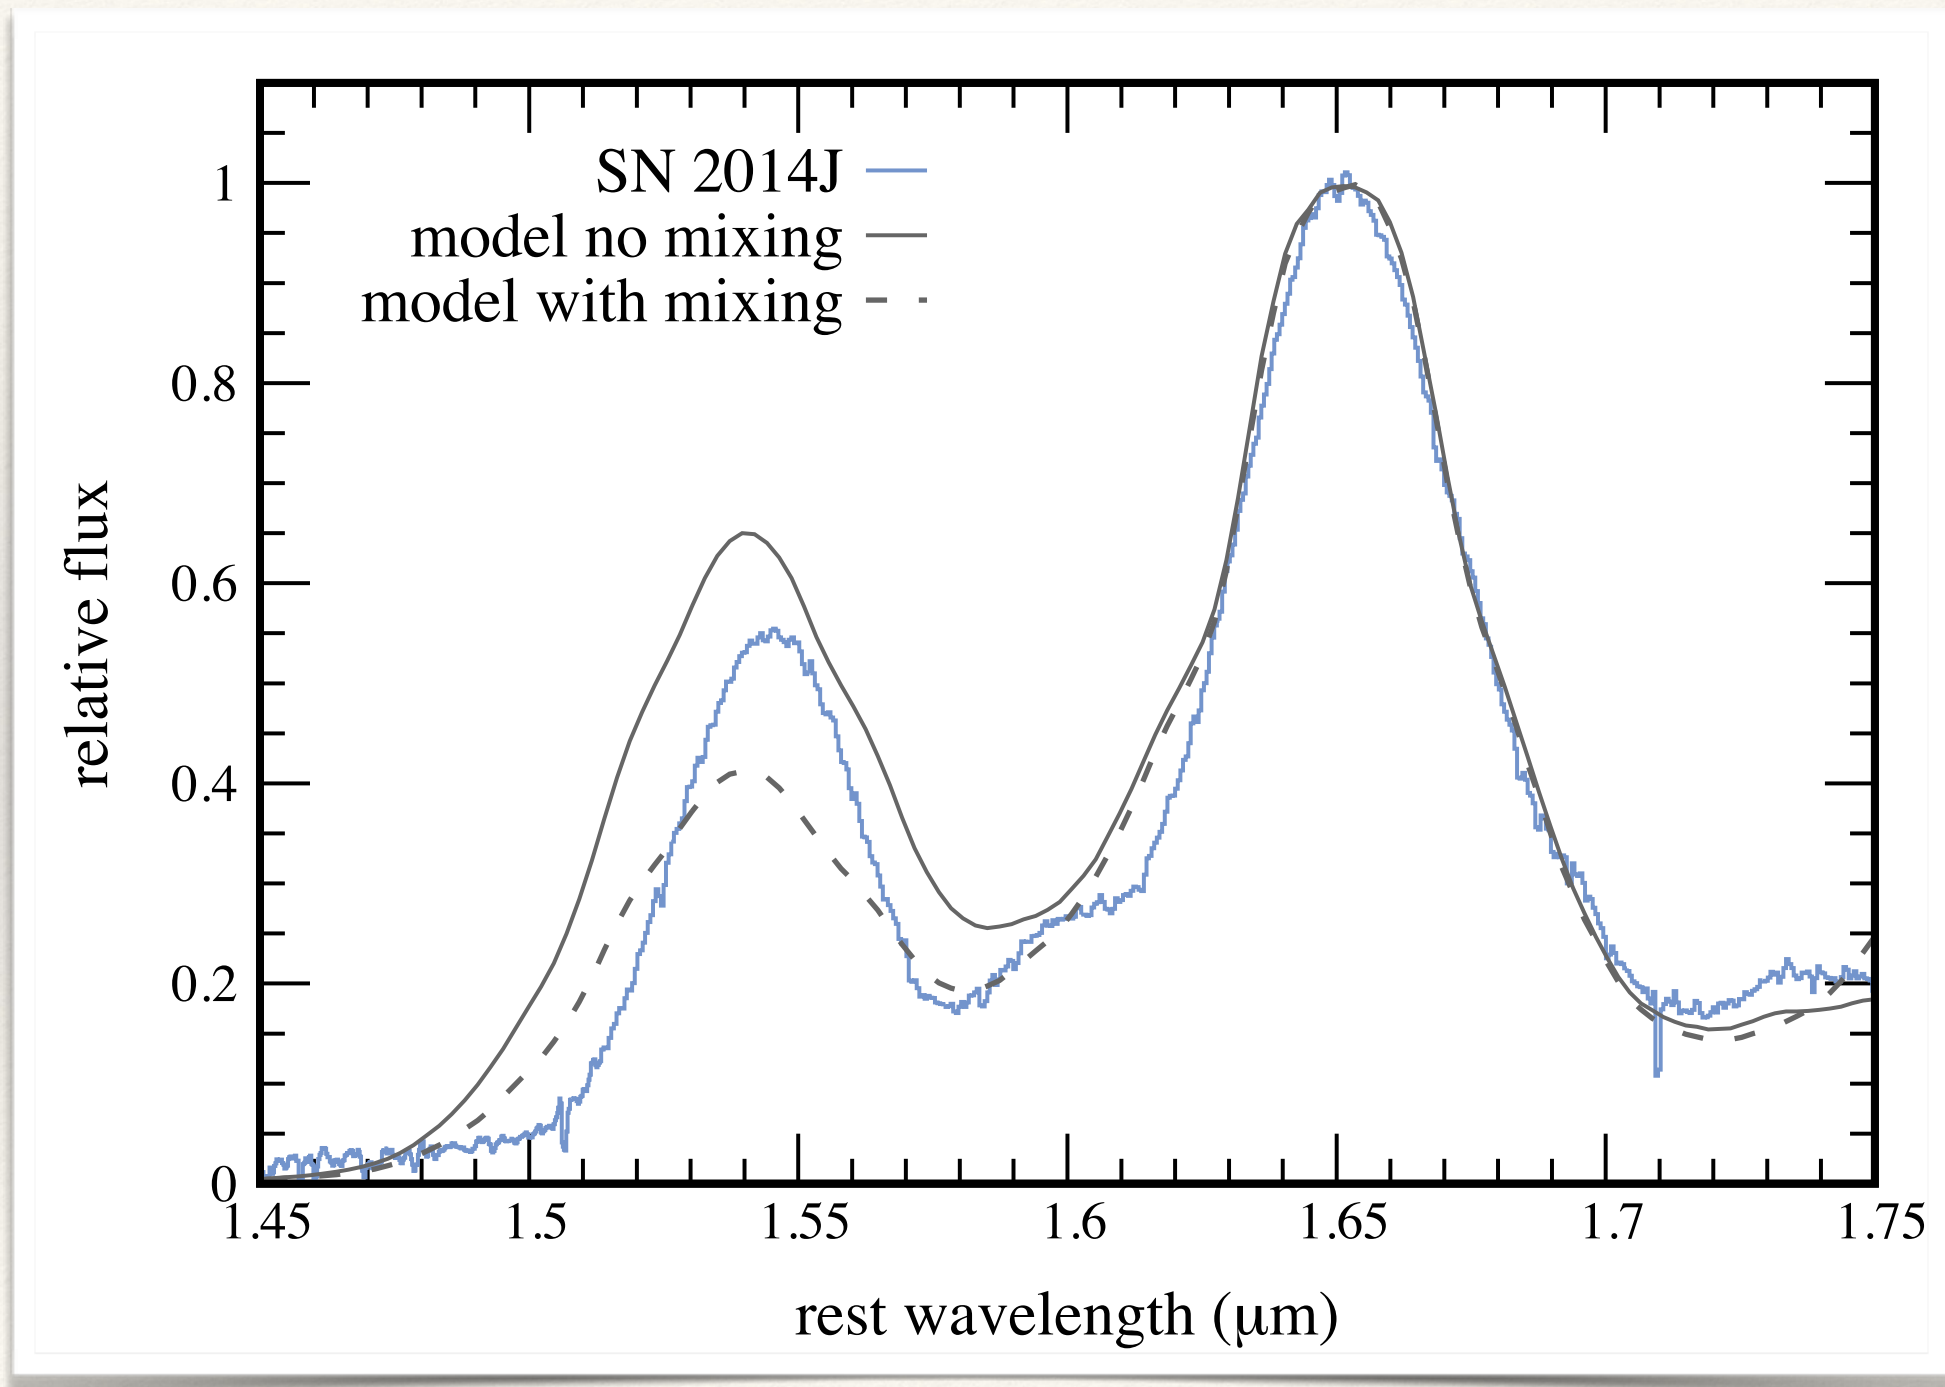 SN 2014J
model no mixing
model with mixing
1
0.8
0.6
0.4
0.2
0
relative flux
1.45 1.5 1.55 1.6 1.65 1.7 1.75
rest wavelength (μm)